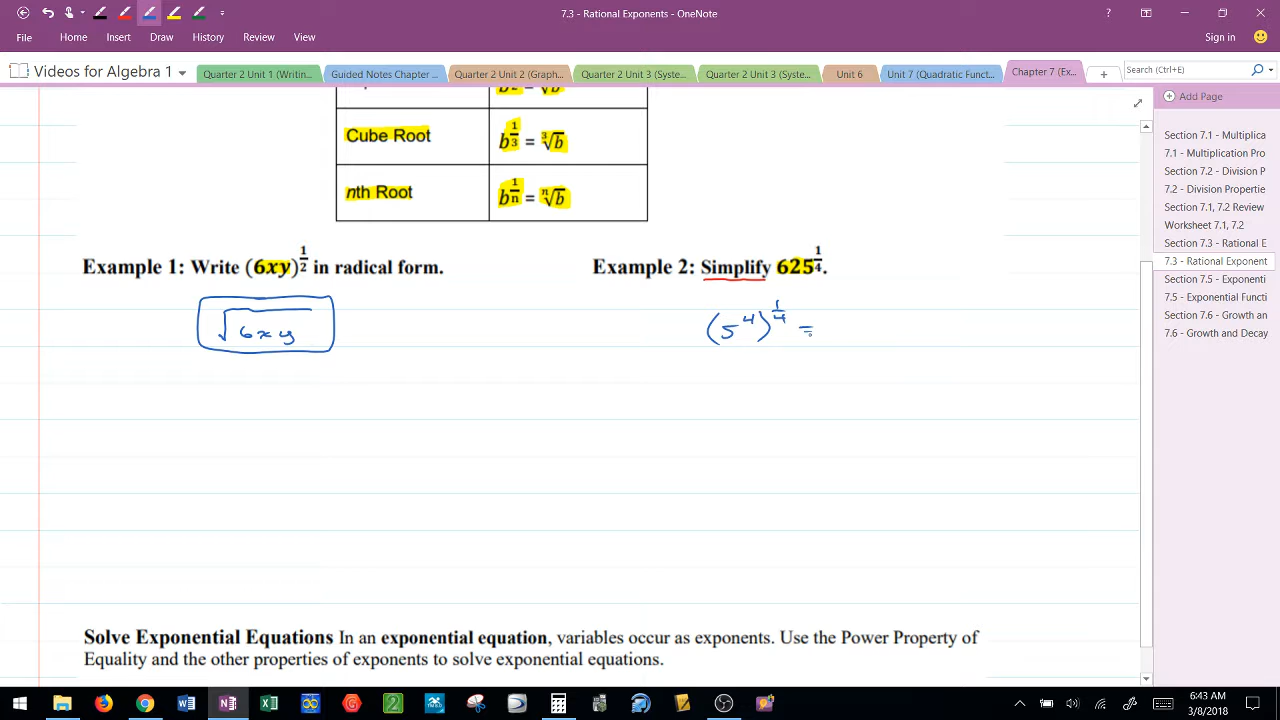 7.3 - Rational Exponents - OneNote
Sign in
File Home Insert Draw History Review View
Videos for Algebra 1
Quarter 2 Unit 1 (Writin...
Guided Notes Chapter ...
Quarter 2 Unit 2 (Graph...
Quarter 2 Unit 3 (Syste...
Quarter 2 Unit 3 (Syste...
Unit 6
Unit 7 (Quadratic Funct...
Chapter 7 (Ex...
Search (Ctrl+E)
Add Page
Section 7.1 - Multiplica
7.1 - Multiplication Pro
Section 7.2 - Division P
7.2 - Division Propertie
Section 7.1, 7.2 Review
Worksheet 7.1, 7.2
Section 7.3 - Rational E
7.3 - Rational Exponent
Section 7.5 - Exponenti
7.5 - Exponential Functi
Section 7.6 - Growth an
7.6 - Growth and Decay
Cube Root b^(1/3) = ∛b
nth Root b^(1/n) = ⁿ√b
Example 1: Write (6xy)^(1/2) in radical form.
√(6xy)
Example 2: Simplify 625^(1/4).
(5^4)^(1/4) =
Solve Exponential Equations In an exponential equation, variables occur as exponents. Use the Power Property of
Equality and the other properties of exponents to solve exponential equations.
6:43 AM
3/8/2018